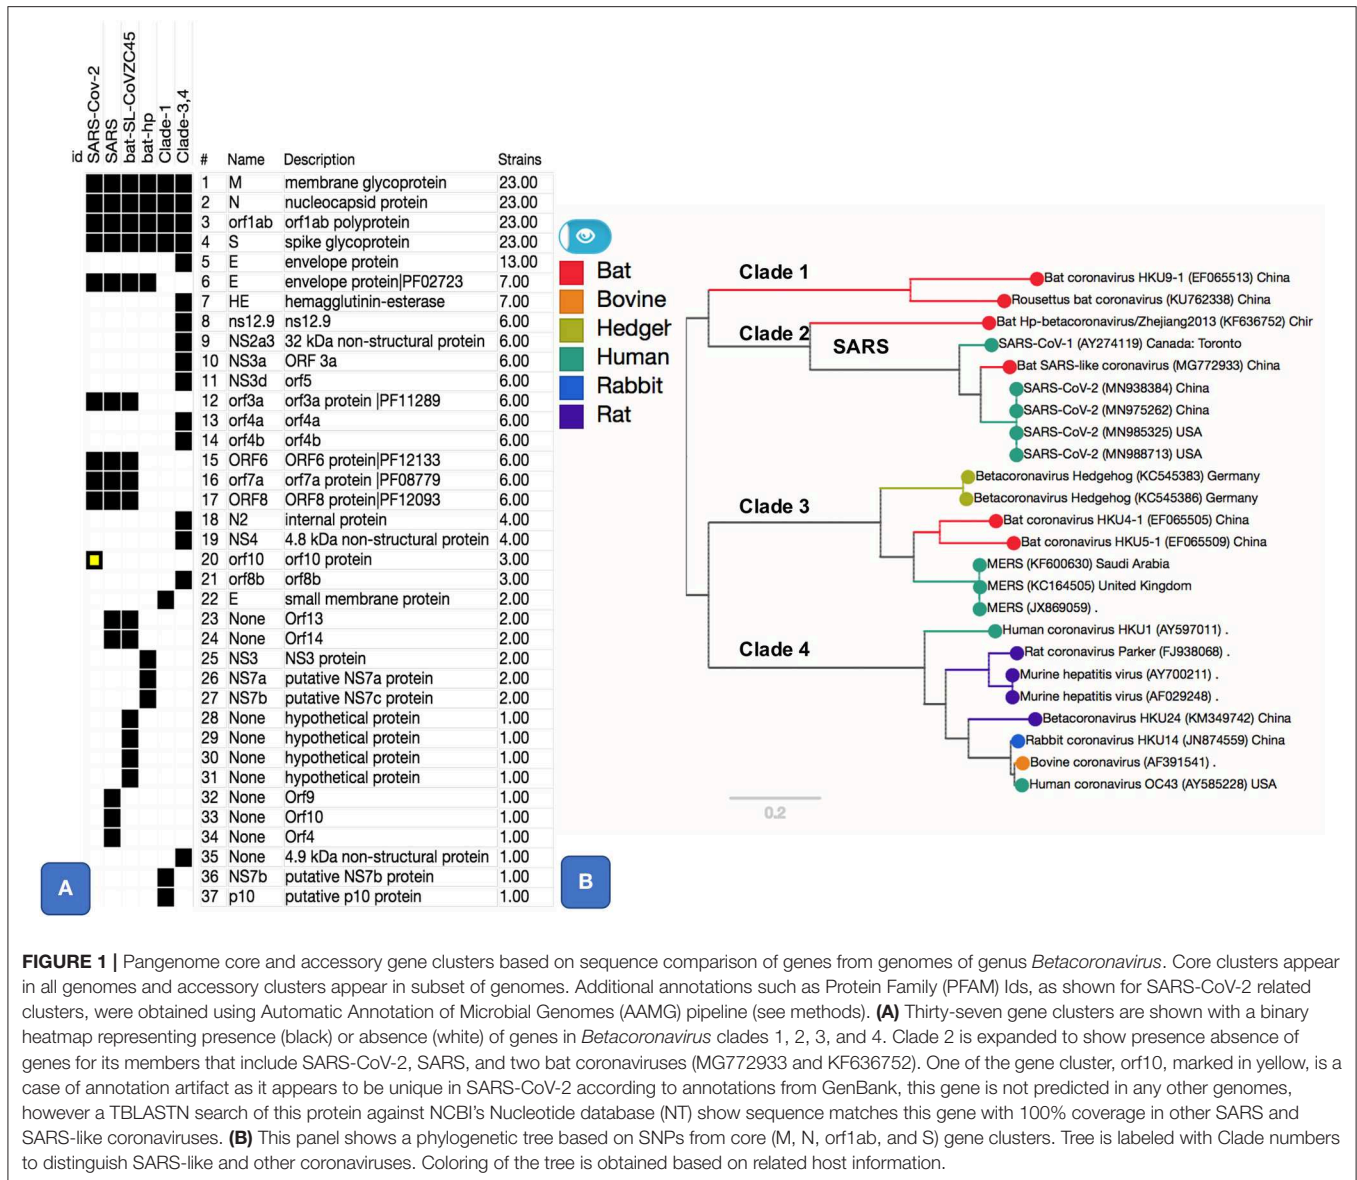 id
SARS-Cov-2
SARS
bat-SL-CoVZC45
bat-hp
Clade-1
Clade-3,4
# Name Description Strains
1 M membrane glycoprotein 23.00
2 N nucleocapsid protein 23.00
3 orf1ab orf1ab polyprotein 23.00
4 S spike glycoprotein 23.00
5 E envelope protein 13.00
6 E envelope protein|PF02723 7.00
7 HE hemagglutinin-esterase 7.00
8 ns12.9 ns12.9 6.00
9 NS2a3 32 kDa non-structural protein 6.00
10 NS3a ORF 3a 6.00
11 NS3d orf5 6.00
12 orf3a orf3a protein |PF11289 6.00
13 orf4a orf4a 6.00
14 orf4b orf4b 6.00
15 ORF6 ORF6 protein|PF12133 6.00
16 orf7a orf7a protein |PF08779 6.00
17 ORF8 ORF8 protein|PF12093 6.00
18 N2 internal protein 4.00
19 NS4 4.8 kDa non-structural protein 4.00
20 orf10 orf10 protein 3.00
21 orf8b orf8b 3.00
22 E small membrane protein 2.00
23 None Orf13 2.00
24 None Orf14 2.00
25 NS3 NS3 protein 2.00
26 NS7a putative NS7a protein 2.00
27 NS7b putative NS7c protein 2.00
28 None hypothetical protein 1.00
29 None hypothetical protein 1.00
30 None hypothetical protein 1.00
31 None hypothetical protein 1.00
32 None Orf9 1.00
33 None Orf10 1.00
34 None Orf4 1.00
35 None 4.9 kDa non-structural protein 1.00
36 NS7b putative NS7b protein 1.00
37 p10 putative p10 protein 1.00
A
Bat
Bovine
Hedgeh
Human
Rabbit
Rat
Clade 1
Clade 2
SARS
Clade 3
Clade 4
Bat coronavirus HKU9-1 (EF065513) China
Rousettus bat coronavirus (KU762338) China
Bat Hp-betacoronavirus/Zhejiang2013 (KF636752) Chir
SARS-CoV-1 (AY274119) Canada: Toronto
Bat SARS-like coronavirus (MG772933) China
SARS-CoV-2 (MN938384) China
SARS-CoV-2 (MN975262) China
SARS-CoV-2 (MN985325) USA
SARS-CoV-2 (MN988713) USA
Betacoronavirus Hedgehog (KC545383) Germany
Betacoronavirus Hedgehog (KC545386) Germany
Bat coronavirus HKU4-1 (EF065505) China
Bat coronavirus HKU5-1 (EF065509) China
MERS (KF600630) Saudi Arabia
MERS (KC164505) United Kingdom
MERS (JX869059) .
Human coronavirus HKU1 (AY597011) .
Rat coronavirus Parker (FJ938068) .
Murine hepatitis virus (AY700211) .
Murine hepatitis virus (AF029248) .
Betacoronavirus HKU24 (KM349742) China
Rabbit coronavirus HKU14 (JN874559) China
Bovine coronavirus (AF391541) .
Human coronavirus OC43 (AY585228) USA
0.2
B
FIGURE 1 | Pangenome core and accessory gene clusters based on sequence comparison of genes from genomes of genus Betacoronavirus. Core clusters appear
in all genomes and accessory clusters appear in subset of genomes. Additional annotations such as Protein Family (PFAM) Ids, as shown for SARS-CoV-2 related
clusters, were obtained using Automatic Annotation of Microbial Genomes (AAMG) pipeline (see methods). (A) Thirty-seven gene clusters are shown with a binary
heatmap representing presence (black) or absence (white) of genes in Betacoronavirus clades 1, 2, 3, and 4. Clade 2 is expanded to show presence absence of
genes for its members that include SARS-CoV-2, SARS, and two bat coronaviruses (MG772933 and KF636752). One of the gene cluster, orf10, marked in yellow, is a
case of annotation artifact as it appears to be unique in SARS-CoV-2 according to annotations from GenBank, this gene is not predicted in any other genomes,
however a TBLASTN search of this protein against NCBI's Nucleotide database (NT) show sequence matches this gene with 100% coverage in other SARS and
SARS-like coronaviruses. (B) This panel shows a phylogenetic tree based on SNPs from core (M, N, orf1ab, and S) gene clusters. Tree is labeled with Clade numbers
to distinguish SARS-like and other coronaviruses. Coloring of the tree is obtained based on related host information.